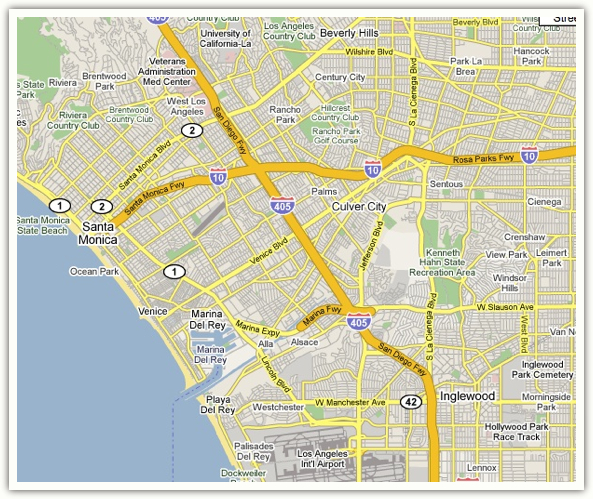 405
Country Club
University of
California-La
Los Angeles
Country Club
Beverly Hills
Beverly Blvd
Wils
Country Club
Stree
Wilshire Blvd
Hancock
Park
Veterans
Administration
Med Center
Century City
Park La
Brea
s State
Riviera
Brentwood
Park
Riviera
Country Club
Brentwood
Country Club
West Los
Angeles
2
San Diego Fwy
Rancho
Park
Hillcrest
Country Club
Rancho Park
Golf Course
S La Cienega Blvd
Santa Monica Blvd
Santa Monica Fwy
10
10
Rosa Parks Fwy
10
1
2
Santa Monica
State Beach
Santa
Monica
405
Palms
Culver City
Sentous
Cienega
Ocean Park
1
Venice Blvd
Jefferson Blvd
Kenneth
Hahn State
Recreation Area
Crenshaw
View Park
Leimert
Park
Windsor
Hills
Venice
Marina
Del Rey
Marina Expy
Marina Fwy
405
W Slauson Ave
S La Cienega Blvd
West Blvd
Van N
Marina
Del Rey
Alla
Alsace
San Diego Fwy
Lincoln Blvd
Inglewood
Park Cemetery
Playa
Del Rey
Westchester
W Manchester Ave
42
Inglewood
Morningside
Park
Hollywood Park
Race Track
Palisades
Del Rey
Los Angeles
Int'l Airport
Dockweiler
Lennox